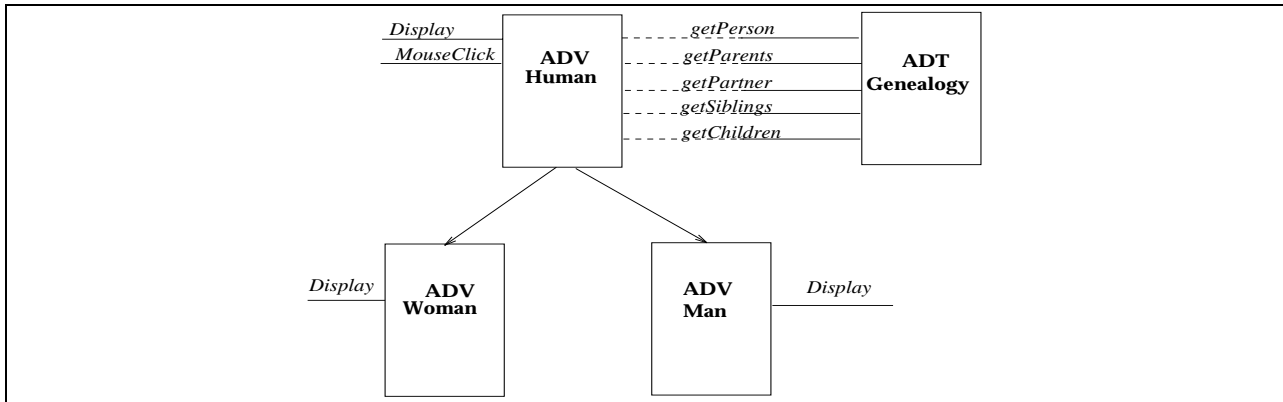 Display
MouseClick
ADV
Human
getPerson
getParents
getPartner
getSiblings
getChildren
ADT
Genealogy
Display
ADV
Woman
ADV
Man
Display